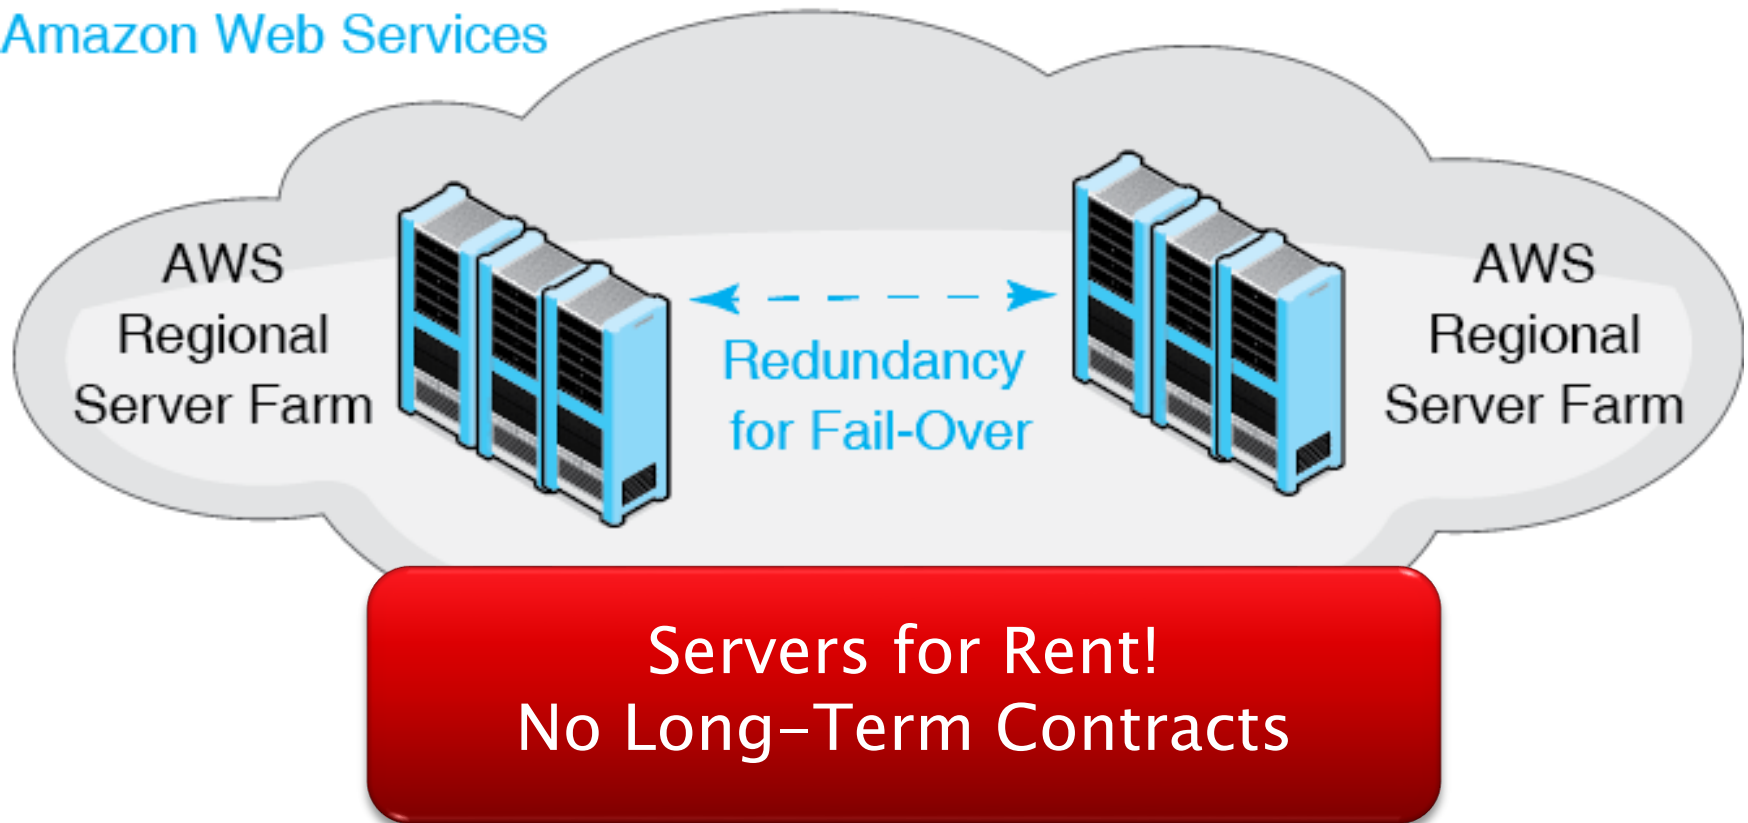 Amazon Web Services
AWS
Regional
Server Farm
Redundancy
for Fail-Over
AWS
Regional
Server Farm
Servers for Rent!
No Long-Term Contracts